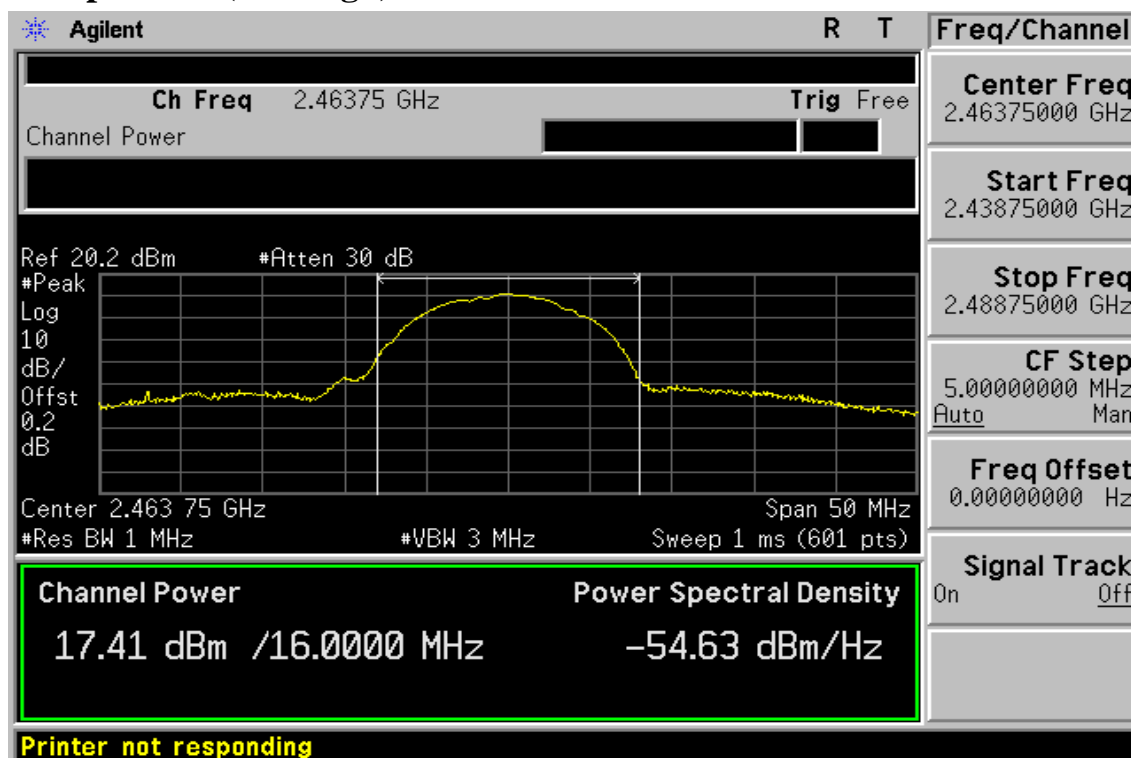 Agilent R T Freq/Channel
Ch Freq 2.46375 GHz Trig Free
Channel Power
Center Freq
2.46375000 GHz
Start Freq
2.43875000 GHz
Stop Freq
2.48875000 GHz
CF Step
5.00000000 MHz
Auto Man
Freq Offset
0.00000000 Hz
Signal Track
On Off
Ref 20.2 dBm #Atten 30 dB
#Peak
Log
10
dB/
Offst
0.2
dB
Center 2.463 75 GHz Span 50 MHz
#Res BW 1 MHz #VBW 3 MHz Sweep 1 ms (601 pts)
Channel Power Power Spectral Density
17.41 dBm /16.0000 MHz -54.63 dBm/Hz
Printer not responding